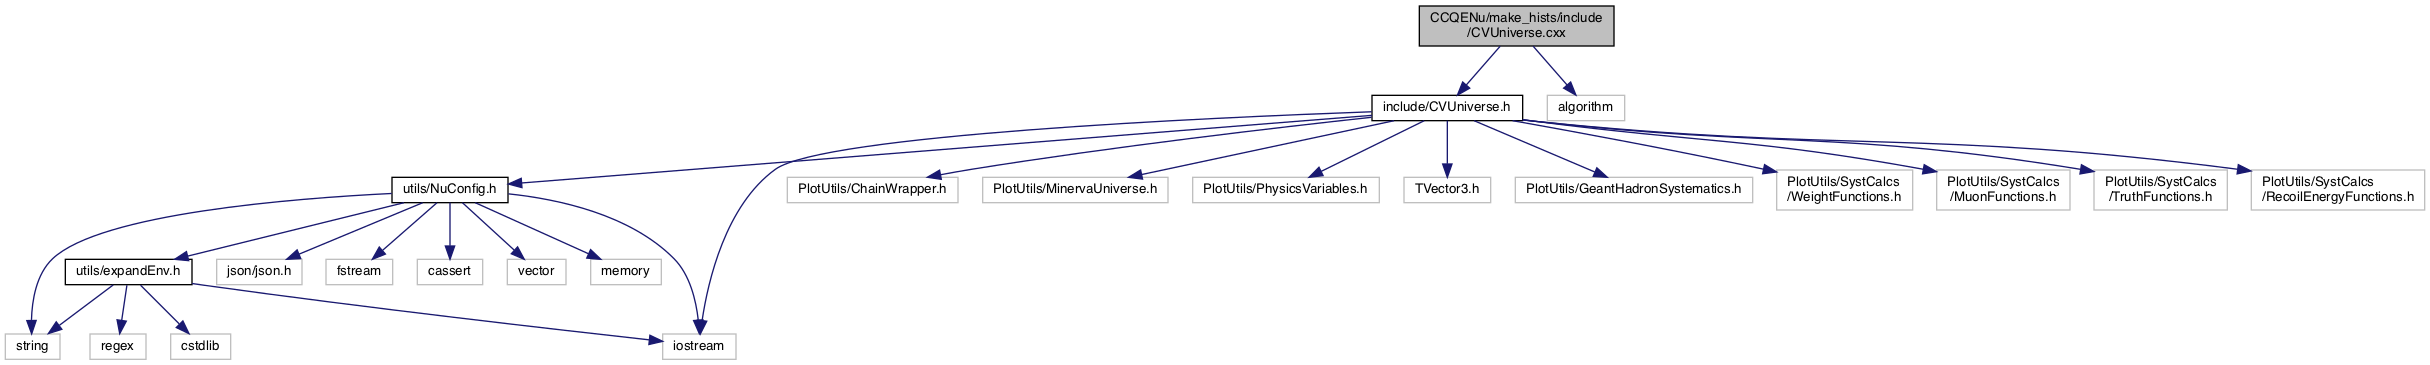 CCQENu/make_hists/include
/CVUniverse.cxx
include/CVUniverse.h
algorithm
utils/NuConfig.h
PlotUtils/ChainWrapper.h
PlotUtils/MinervaUniverse.h
PlotUtils/PhysicsVariables.h
TVector3.h
PlotUtils/GeantHadronSystematics.h
PlotUtils/SystCalcs
/WeightFunctions.h
PlotUtils/SystCalcs
/MuonFunctions.h
PlotUtils/SystCalcs
/TruthFunctions.h
PlotUtils/SystCalcs
/RecoilEnergyFunctions.h
utils/expandEnv.h
json/json.h
fstream
cassert
vector
memory
string
regex
cstdlib
iostream